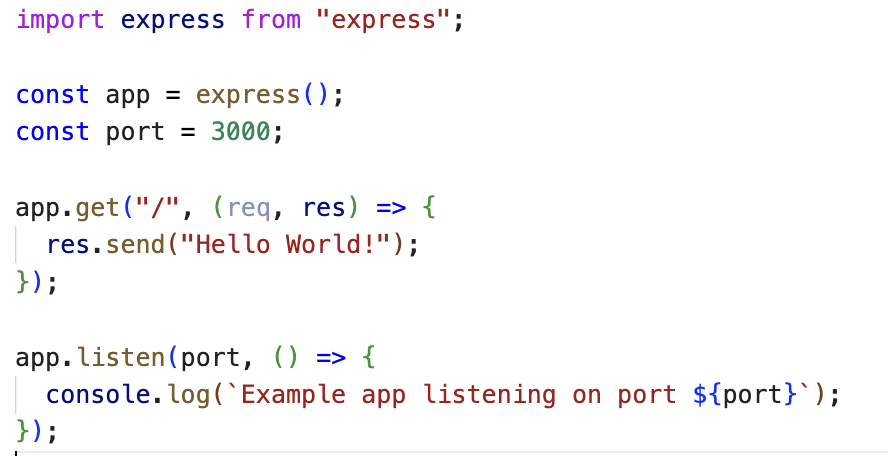 import express from "express";

const app = express();
const port = 3000;

app.get("/", (req, res) => {
  res.send("Hello World!");
});

app.listen(port, () => {
  console.log(`Example app listening on port ${port}`);
});